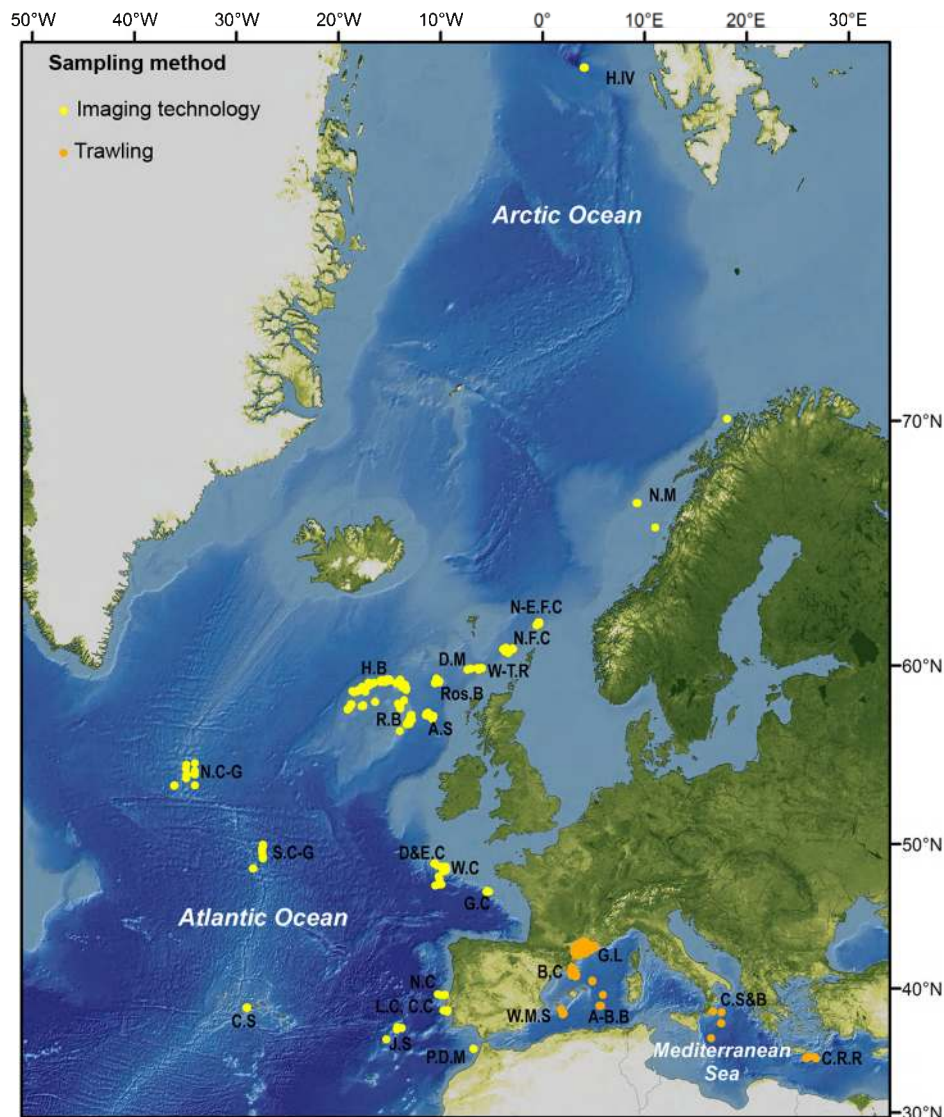 50°W 40°W 30°W 20°W 10°W 0° 10°E 20°E 30°E
Sampling method
Imaging technology
Trawling
H.IV
Arctic Ocean
70°N
N.M
N-E.F.C
N.F.C
60°N
D.M
W-T.R
H.B
Ros.B
R.B
A.S
N.C-G
50°N
D&E.C
S.C-G
W.C
G.C
Atlantic Ocean
G.L
B,C
N.C
40°N
L.C, C.C
C.S&B
W.M.S
A-B.B
C.S
J.S
P.D.M
Mediterranean
Sea
C.R.R
30°N